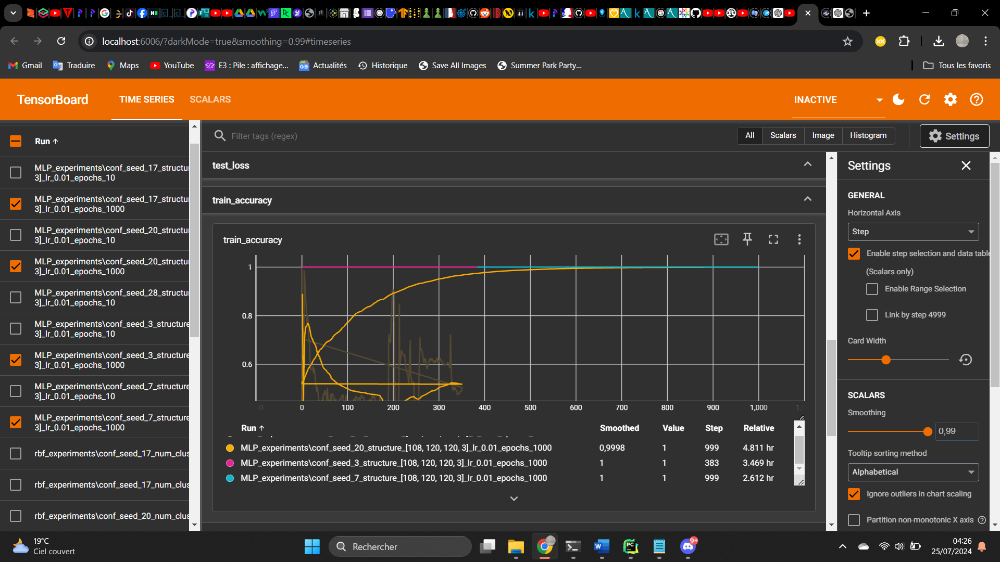 localhost:6006/?darkMode=true&smoothing=0.99#timeseries
Gmail
Traduire
Maps
YouTube
E3 : Pile : affichage...
Actualités
Historique
Save All Images
Summer Park Party...
Tous les favoris
TensorBoard
TIME SERIES
SCALARS
INACTIVE
Run ↑
MLP_experiments\conf_seed_17_structu
3]_lr_0.01_epochs_10
MLP_experiments\conf_seed_17_structu
3]_lr_0.01_epochs_1000
MLP_experiments\conf_seed_20_structu
3]_lr_0.01_epochs_10
MLP_experiments\conf_seed_20_structu
3]_lr_0.01_epochs_1000
MLP_experiments\conf_seed_28_structu
3]_lr_0.01_epochs_10
MLP_experiments\conf_seed_3_structure
3]_lr_0.01_epochs_10
MLP_experiments\conf_seed_3_structure
3]_lr_0.01_epochs_1000
MLP_experiments\conf_seed_7_structure
3]_lr_0.01_epochs_10
MLP_experiments\conf_seed_7_structure
3]_lr_0.01_epochs_1000
rbf_experiments\conf_seed_17_num_clus
rbf_experiments\conf_seed_17_num_clus
rbf_experiments\conf_seed_20_num_clus
Filter tags (regex)
All
Scalars
Image
Histogram
Settings
test_loss
train_accuracy
train_accuracy
1
0.8
0.6
0
100
200
300
400
500
600
700
800
900
1,000
Run ↑ Smoothed Value Step Relative
MLP_experiments\conf_seed_20_structure_[108, 120, 120, 3]_lr_0.01_epochs_1000 0,9998 1 999 4.811 hr
MLP_experiments\conf_seed_3_structure_[108, 120, 120, 3]_lr_0.01_epochs_1000 1 1 383 3.469 hr
MLP_experiments\conf_seed_7_structure_[108, 120, 120, 3]_lr_0.01_epochs_1000 1 1 999 2.612 hr
Settings
GENERAL
Horizontal Axis
Step
Enable step selection and data table
(Scalars only)
Enable Range Selection
Link by step 4999
Card Width
SCALARS
Smoothing
0,99
Tooltip sorting method
Alphabetical
Ignore outliers in chart scaling
Partition non-monotonic X axis
19°C
Ciel couvert
Rechercher
9+
04:26
25/07/2024